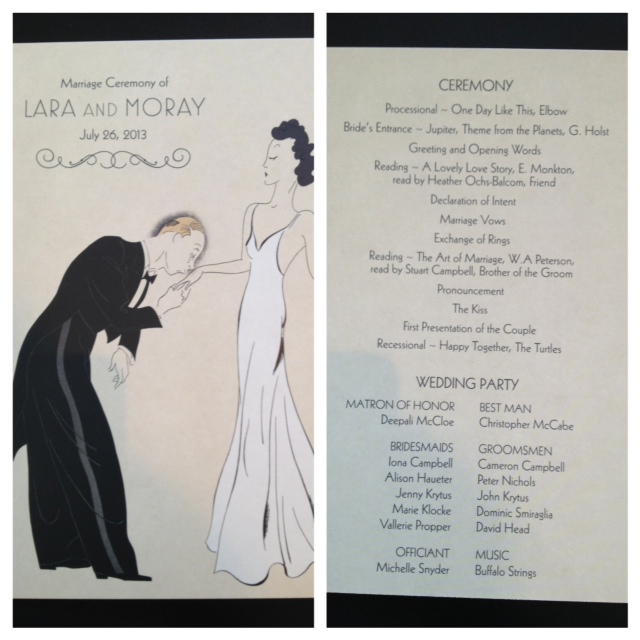 Marriage Ceremony of
LARA AND MORAY
July 26, 2013
CEREMONY
Processional ~ One Day Like This, Elbow
Bride's Entrance ~ Jupiter, Theme from the Planets, G. Holst
Greeting and Opening Words
Reading ~ A Lovely Love Story, E. Monkton,
read by Heather Ochs-Balcom, Friend
Declaration of Intent
Marriage Vows
Exchange of Rings
Reading ~ The Art of Marriage, W.A Peterson,
read by Stuart Campbell, Brother of the Groom
Pronouncement
The Kiss
First Presentation of the Couple
Recessional ~ Happy Together, The Turtles
WEDDING PARTY
MATRON OF HONOR
Deepali McCloe
BEST MAN
Christopher McCabe
BRIDESMAIDS
Iona Campbell
Alison Haueter
Jenny Krytus
Marie Klocke
Vallerie Propper
GROOMSMEN
Cameron Campbell
Peter Nichols
John Krytus
Dominic Smiraglia
David Head
OFFICIANT
Michelle Snyder
MUSIC
Buffalo Strings